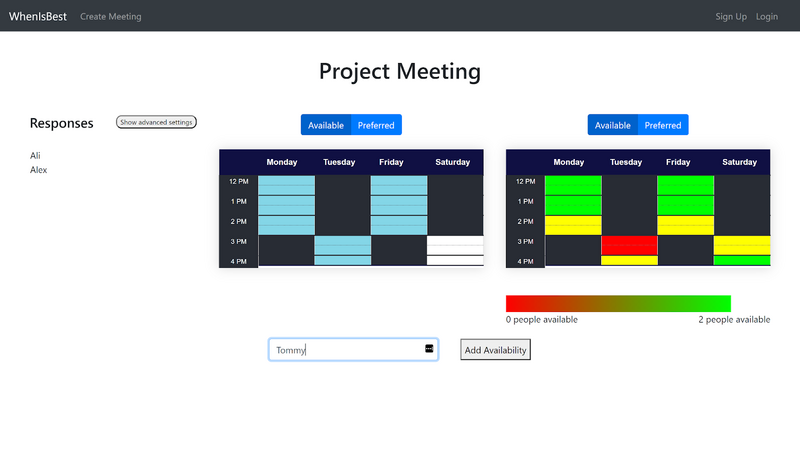 WhenIsBest Create Meeting Sign Up Login
Project Meeting
Responses Show advanced settings
Ali
Alex
Available Preferred
Monday Tuesday Friday Saturday
12 PM
1 PM
2 PM
3 PM
4 PM
Available Preferred
Monday Tuesday Friday Saturday
12 PM
1 PM
2 PM
3 PM
4 PM
0 people available 2 people available
Tommy Add Availability